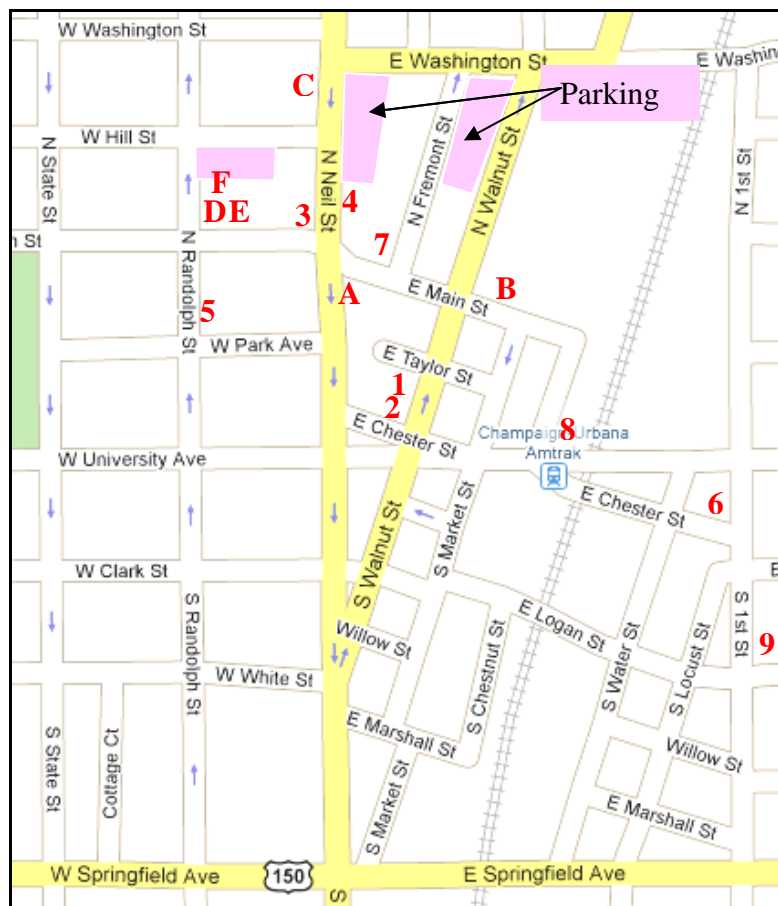 W Washington St
E Washington St
E Washin
C
Parking
W Hill St
N State St
N Neil St
N Fremont St
N Walnut St
N 1st St
F
DE
3
4
7
n St
N Randolph St
5
A
E Main St
B
W Park Ave
E Taylor St
1
2
E Chester St
Champaign Urbana
8
Amtrak
W University Ave
E Chester St
6
S Market St
S Walnut St
W Clark St
E
S Randolph St
Willow St
E Logan St
S Water St
S Locust St
S 1st St
9
W White St
S Chestnut St
S State St
Cottage Ct
E Marshall St
Willow St
S Market St
E Marshall St
W Springfield Ave
150
E Springfield Ave
S